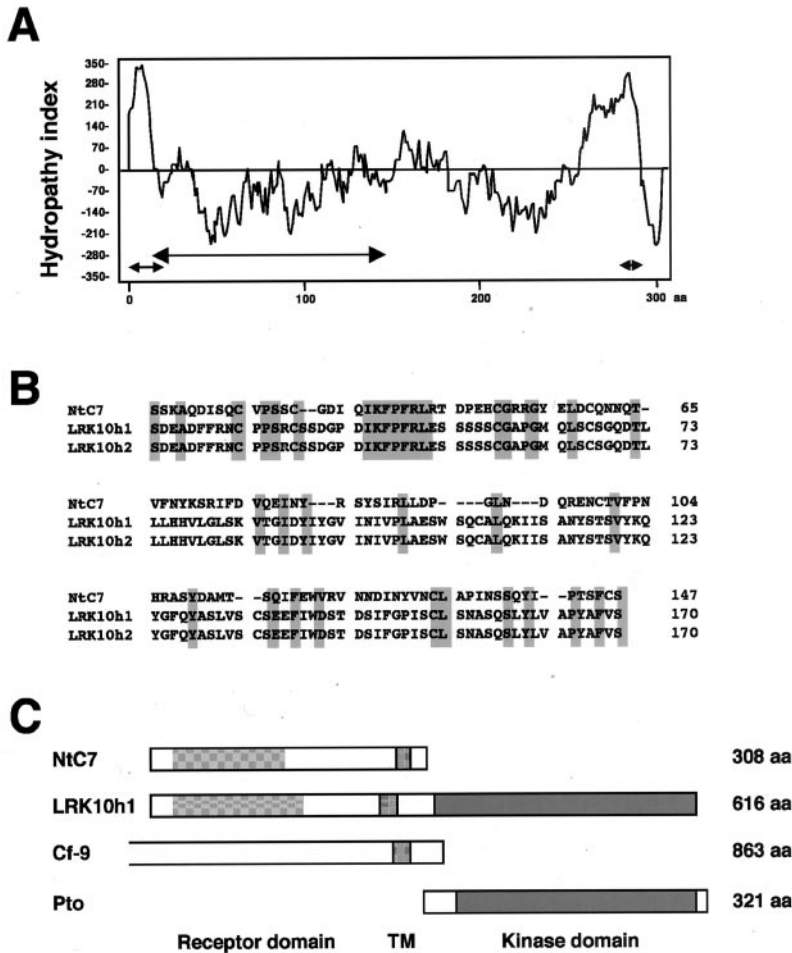 A
Hydropathy index
350-
280-
210-
140-
70-
0-
-70-
-140-
-210-
-280-
-350-
0 100 200 300 aa
B
NtC7 SSKAQDISQC VPSSC--GDI QIKFPFRLRT DPEHCGRRGY ELDCQNNQT- 65
LRK10h1 SDEADFFRNC PPSRCSSDGP DIKFPFRLES SSSSCGAPGM QLSCSGQDTL 73
LRK10h2 SDEADFFRNC PPSRCSSDGP DIKFPFRLES SSSSCGAPGM QLSCSGQDTL 73
NtC7 VFNYKSRIFD VQEINY--R SYSIRLLDP- ---GLN--D QRENCTVFPN 104
LRK10h1 LLHHVLGLSK VTGIDYIYGV INIVPLAESW SQCALQKIIS ANYSTSVYKQ 123
LRK10h2 LLHHVLGLSK VTGIDYIYGV INIVPLAESW SQCALQKIIS ANYSTSVYKQ 123
NtC7 HRASYDAMT- -SQIFEWVRV NNDINYVNCL APINSSQYI- -PTSFCS 147
LRK10h1 YGFQYASLVS CSEEFIWDST DSIFGPISCL SNASQSLYLV APYAFVS 170
LRK10h2 YGFQYASLVS CSEEFIWDST DSIFGPISCL SNASQSLYLV APYAFVS 170
C
NtC7 308 aa
LRK10h1 616 aa
Cf-9 863 aa
Pto 321 aa
Receptor domain TM Kinase domain